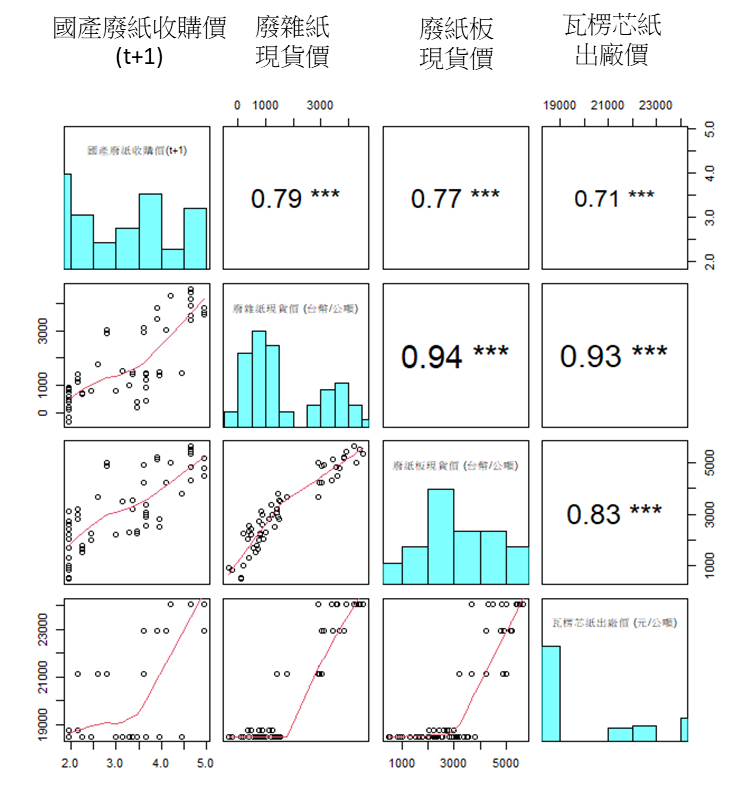 國產廢紙收購價
(t+1)
廢雜紙
現貨價
廢紙板
現貨價
瓦楞芯紙
出廠價
0 1000 3000
19000 21000 23000
國產廢紙收購價(t+1)
0.79 ***
0.77 ***
0.71 ***
2.0 3.0 4.0 5.0
0 1000 3000
廢雜紙現貨價 (台幣/公噸)
0.94 ***
0.93 ***
廢紙板現貨價 (台幣/公噸)
0.83 ***
1000 3000 5000
19000 21000 23000
瓦楞芯紙出廠價 (元/公噸)
2.0 3.0 4.0 5.0
1000 3000 5000